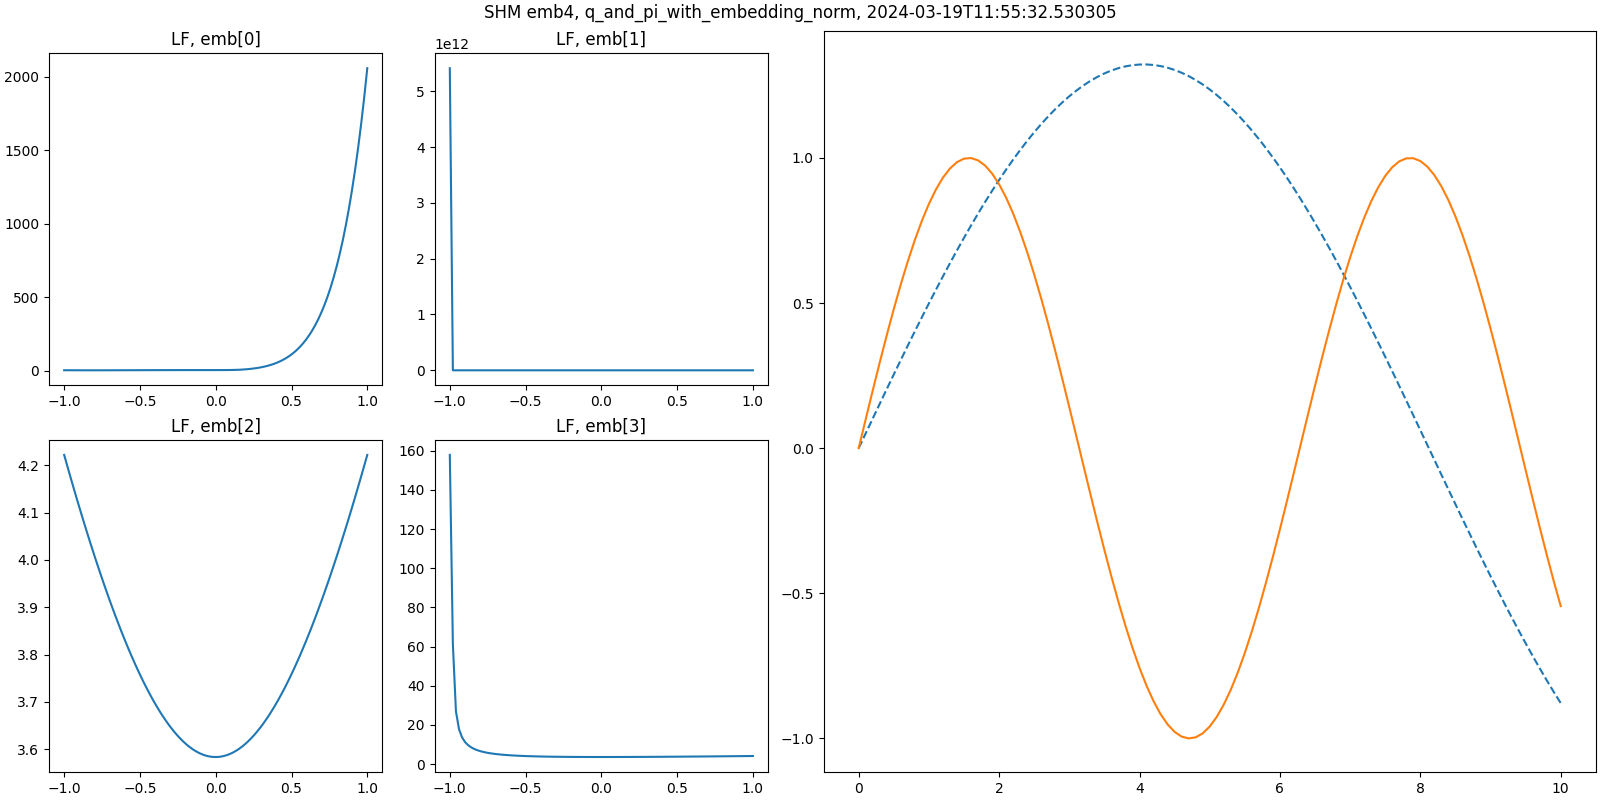 SHM emb4, q_and_pi_with_embedding_norm, 2024-03-19T11:55:32.530305
LF, emb[0]
2000
1500
1000
500
0
−1.0 −0.5 0.0 0.5 1.0
LF, emb[1]
1e12
5
4
3
2
1
0
−1.0 −0.5 0.0 0.5 1.0
LF, emb[2]
4.2
4.1
4.0
3.9
3.8
3.7
3.6
−1.0 −0.5 0.0 0.5 1.0
LF, emb[3]
160
140
120
100
80
60
40
20
0
−1.0 −0.5 0.0 0.5 1.0
1.0
0.5
0.0
−0.5
−1.0
0 2 4 6 8 10